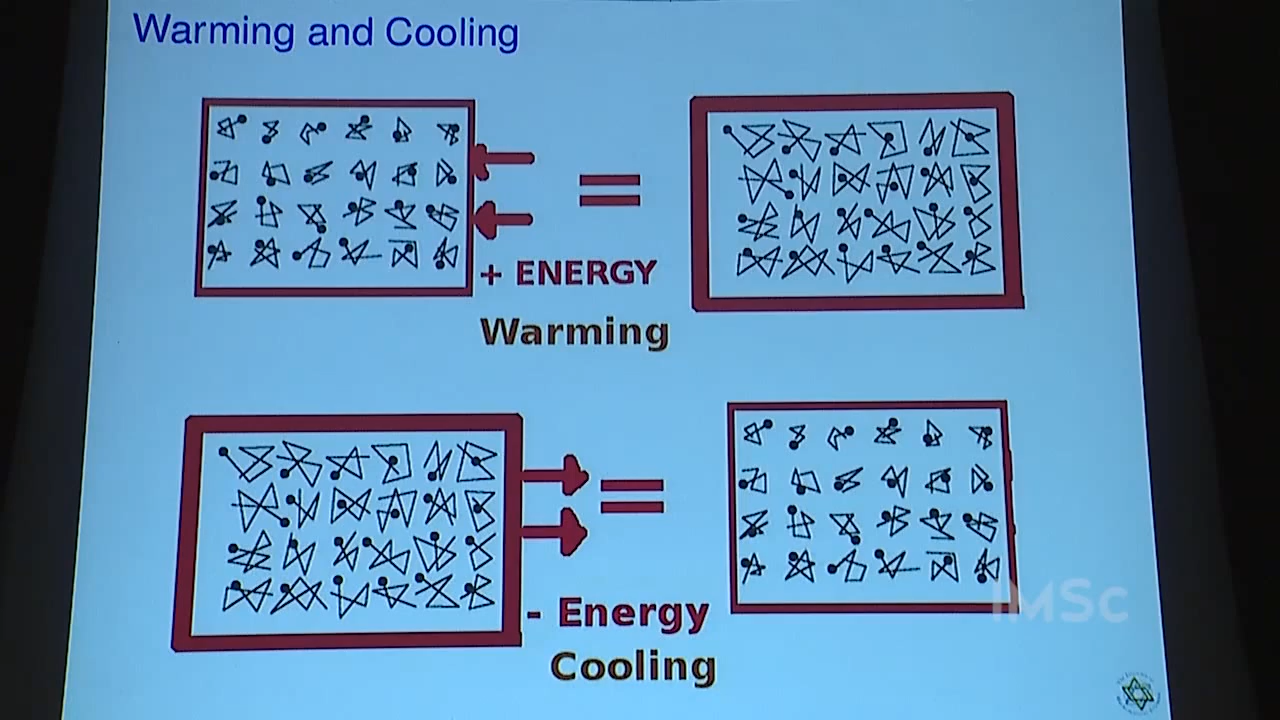 Warming and Cooling
=
+ ENERGY
Warming
=
- Energy
Cooling
IMSc